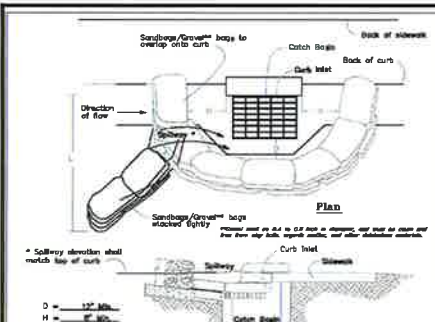 Sandbags/Gravel*** bags to
overlap onto curb
Back of sidewalk
Catch Basin
Curb Inlet
Back of curb
Direction
of flow
Spillway *
L
Sandbags/Gravel*** bags
stacked tightly
Plan
* Spillway elevation shall
match top of curb
Curb Inlet
Spillway
Sidewalk
D = 12" Min.
H =
Catch Basin